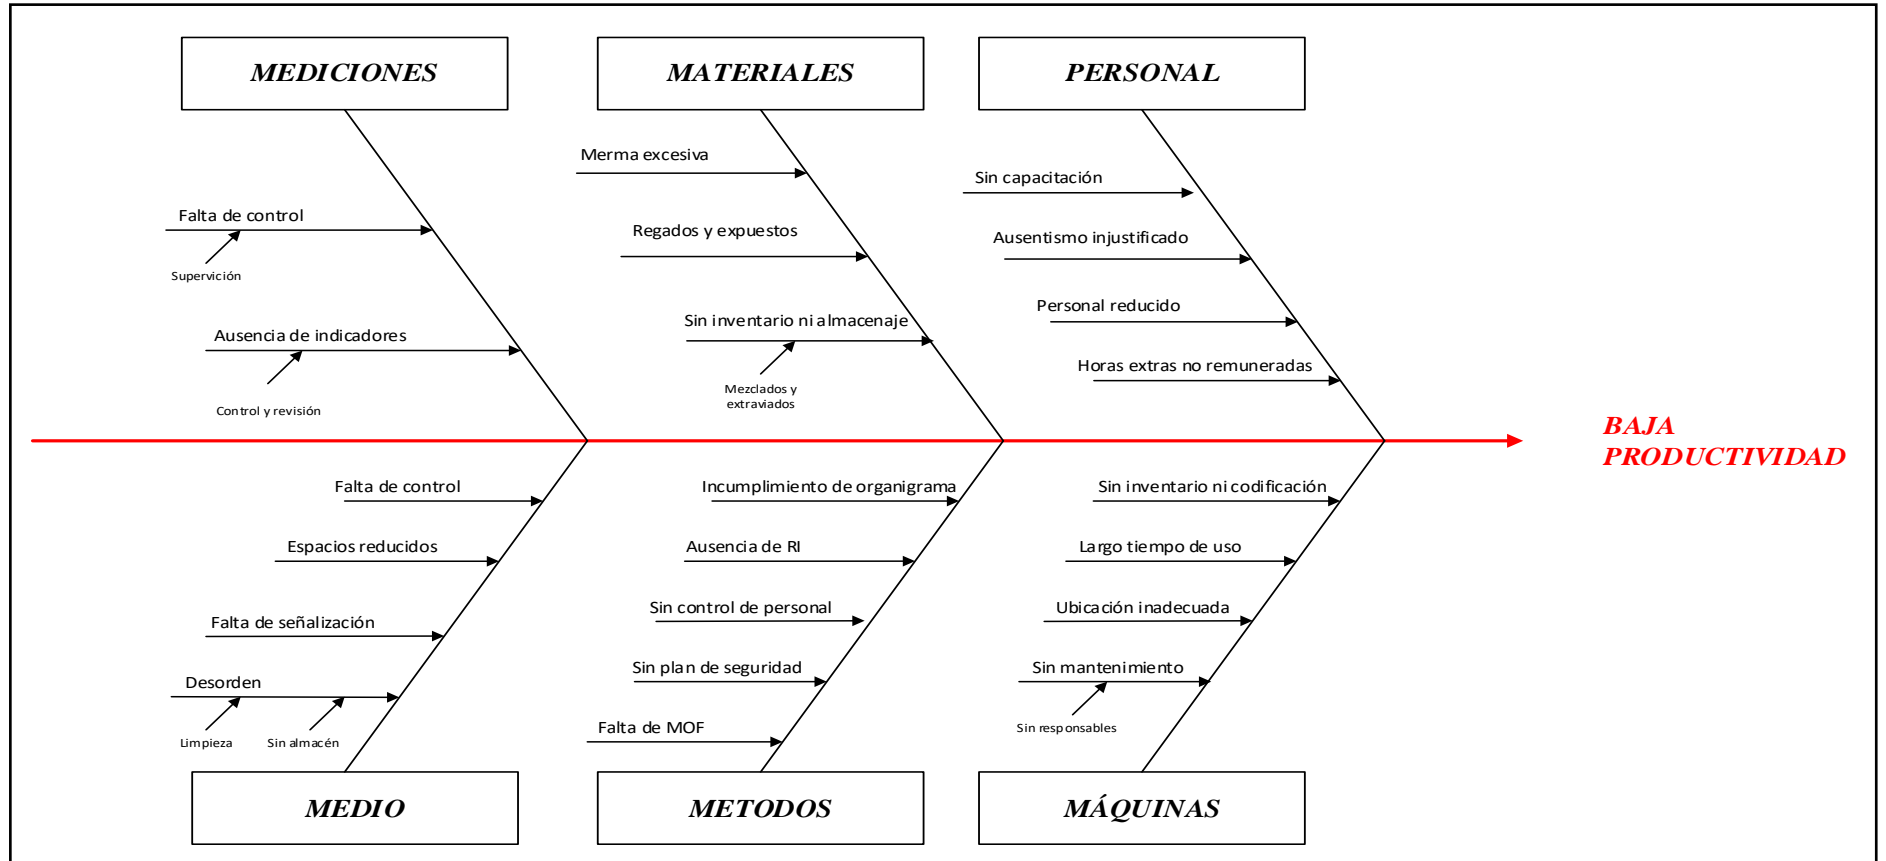 MEDICIONES
MATERIALES
PERSONAL
Merma excesiva
Sin capacitación
Falta de control
Regados y expuestos
Ausentismo injustificado
Supervición
Personal reducido
Sin inventario ni almacenaje
Ausencia de indicadores
Horas extras no remuneradas
Mezclados y
extraviados
Control y revisión
BAJA
PRODUCTIVIDAD
Falta de control
Incumplimiento de organigrama
Sin inventario ni codificación
Espacios reducidos
Ausencia de RI
Largo tiempo de uso
Falta de señalización
Sin control de personal
Ubicación inadecuada
Desorden
Sin plan de seguridad
Sin mantenimiento
Limpieza
Sin almacén
Falta de MOF
Sin responsables
MEDIO
METODOS
MÁQUINAS